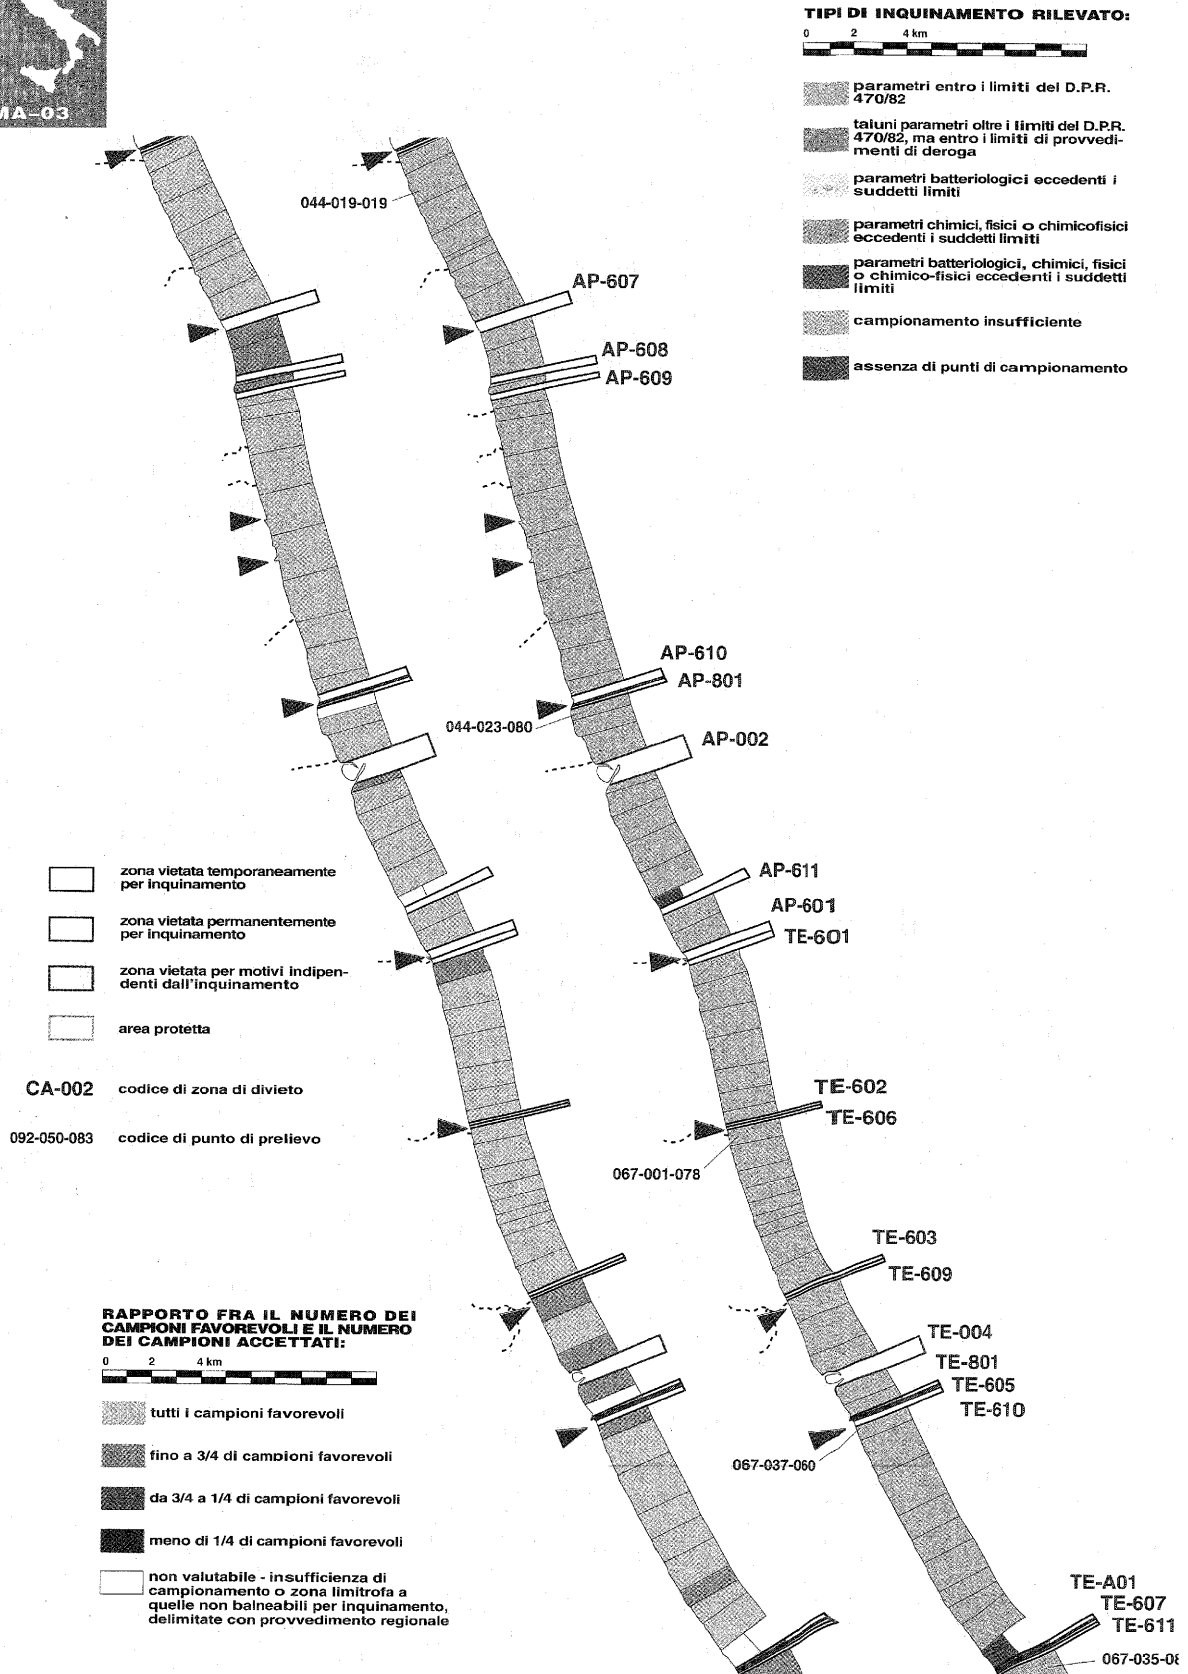 MA-03
TIPI DI INQUINAMENTO RILEVATO:
0 2 4 km
parametri entro i limiti del D.P.R.
470/82
taluni parametri oltre i limiti del D.P.R.
470/82, ma entro i limiti di provvedi-
menti di deroga
parametri batteriologici eccedenti i
suddetti limiti
parametri chimici, fisici o chimicofisici
eccedenti i suddetti limiti
parametri batteriologici, chimici, fisici
o chimico-fisici eccedenti i suddetti
limiti
campionamento insufficiente
assenza di punti di campionamento
044-019-019
AP-607
AP-608
AP-609
AP-610
AP-801
044-023-080
AP-002
AP-611
AP-601
TE-601
TE-602
TE-606
067-001-078
TE-603
TE-609
TE-004
TE-801
TE-605
TE-610
067-037-060
TE-A01
TE-607
TE-611
067-035-08
zona vietata temporaneamente
per inquinamento
zona vietata permanentemente
per inquinamento
zona vietata per motivi indipen-
denti dall'inquinamento
area protetta
CA-002 codice di zona di divieto
092-050-083 codice di punto di prelievo
RAPPORTO FRA IL NUMERO DEI
CAMPIONI FAVOREVOLI E IL NUMERO
DEI CAMPIONI ACCETTATI:
0 2 4 km
tutti i campioni favorevoli
fino a 3/4 di campioni favorevoli
da 3/4 a 1/4 di campioni favorevoli
meno di 1/4 di campioni favorevoli
non valutabile - insufficienza di
campionamento o zona limitrofa a
quelle non balneabili per inquinamento,
delimitate con provvedimento regionale